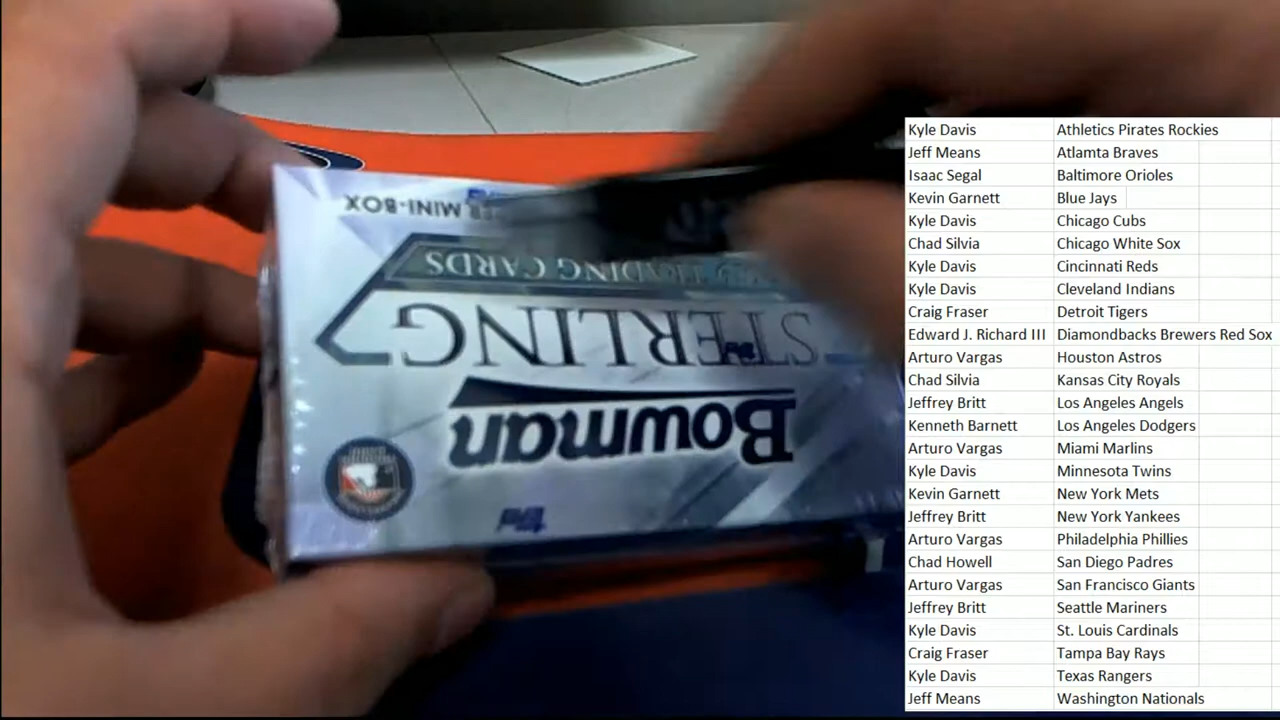 PER MINI-BOX
TRADING CARDS
STERLING
Bowman
Kyle Davis Athletics Pirates Rockies
Jeff Means Atlamta Braves
Isaac Segal Baltimore Orioles
Kevin Garnett Blue Jays
Kyle Davis Chicago Cubs
Chad Silvia Chicago White Sox
Kyle Davis Cincinnati Reds
Kyle Davis Cleveland Indians
Craig Fraser Detroit Tigers
Edward J. Richard III Diamondbacks Brewers Red Sox
Arturo Vargas Houston Astros
Chad Silvia Kansas City Royals
Jeffrey Britt Los Angeles Angels
Kenneth Barnett Los Angeles Dodgers
Arturo Vargas Miami Marlins
Kyle Davis Minnesota Twins
Kevin Garnett New York Mets
Jeffrey Britt New York Yankees
Arturo Vargas Philadelphia Phillies
Chad Howell San Diego Padres
Arturo Vargas San Francisco Giants
Jeffrey Britt Seattle Mariners
Kyle Davis St. Louis Cardinals
Craig Fraser Tampa Bay Rays
Kyle Davis Texas Rangers
Jeff Means Washington Nationals